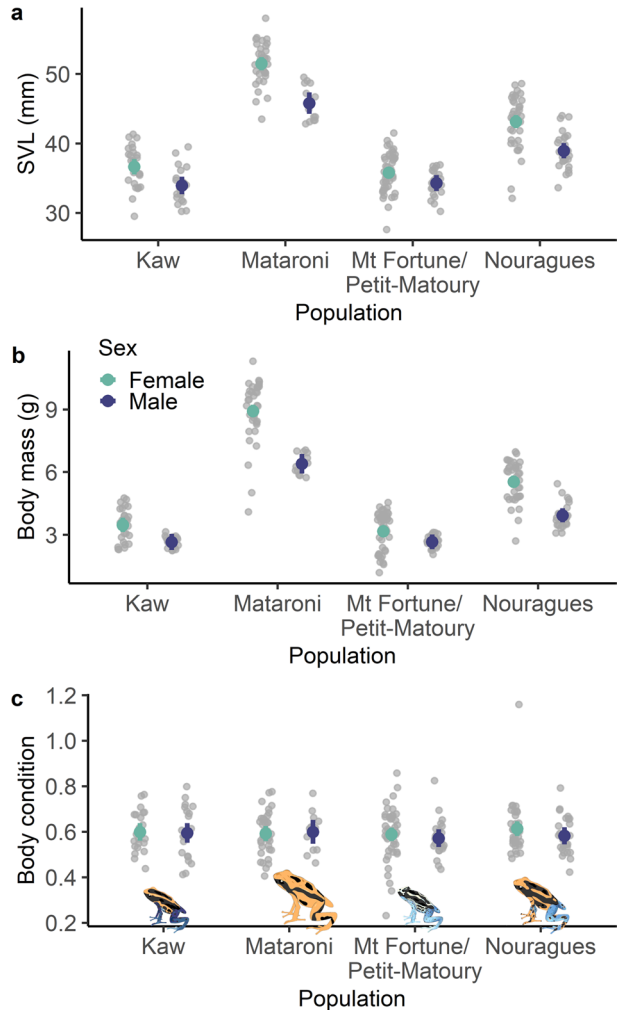 a
SVL (mm)
50
40
30
Kaw
Mataroni
Mt Fortune/
Petit-Matoury
Nouragues
Population
b
Body mass (g)
Sex
Female
Male
9
6
3
Kaw
Mataroni
Mt Fortune/
Petit-Matoury
Nouragues
Population
c
Body condition
1.2
1.0
0.8
0.6
0.4
0.2
Kaw
Mataroni
Mt Fortune/
Petit-Matoury
Nouragues
Population